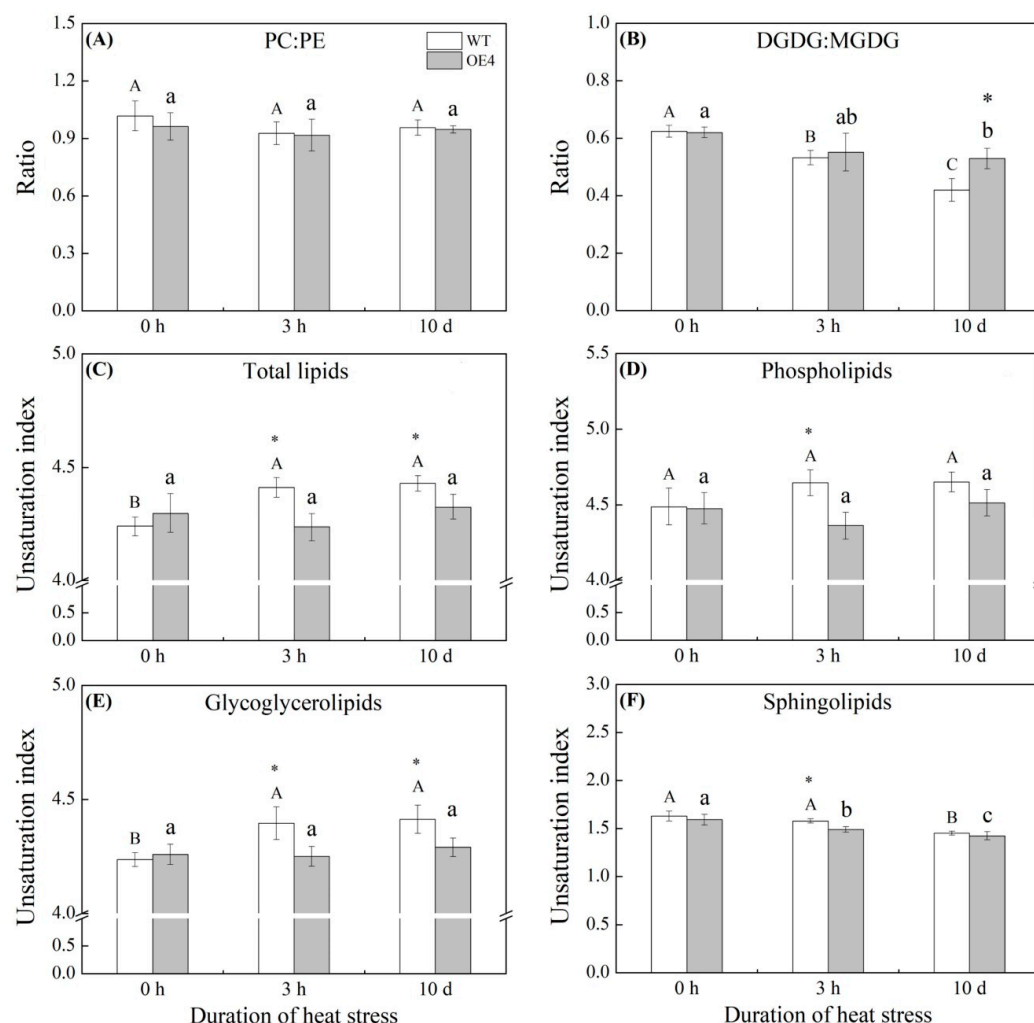 (A) PC:PE
WT
OE4
1.5
1.2
0.9
0.6
0.3
0.0
Ratio
A a A a A a
0 h 3 h 10 d
(B) DGDG:MGDG
1.0
0.8
0.6
0.4
0.2
0.0
Ratio
A a B ab C b *
0 h 3 h 10 d
(C) Total lipids
5.0
4.5
4.0
0.5
0.0
Unsaturation index
B a * A a * A a
0 h 3 h 10 d
(D) Phospholipids
5.5
5.0
4.5
4.0
0.5
0.0
Unsaturation index
A a * A a A a
0 h 3 h 10 d
(E) Glycoglycerolipids
5.0
4.5
4.0
0.5
0.0
Unsaturation index
B a * A a * A a
0 h 3 h 10 d
Duration of heat stress
(F) Sphingolipids
3.0
2.5
2.0
1.5
1.0
0.5
0.0
Unsaturation index
A a * A b B c
0 h 3 h 10 d
Duration of heat stress